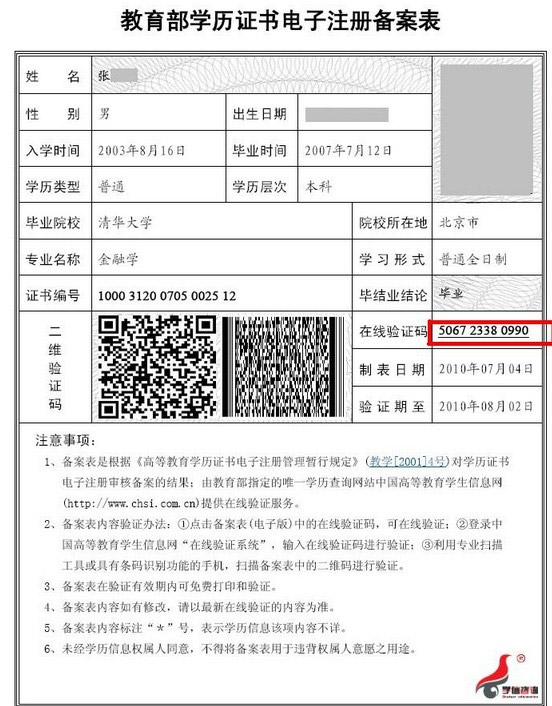 教育部学历证书电子注册备案表
姓 名 张
性 别 男 出生日期
入学时间 2003年8月16日 毕业时间 2007年7月12日
学历类型 普通 学历层次 本科
毕业院校 清华大学 院校所在地 北京市
专业名称 金融学 学习形式 普通全日制
证书编号 1000 3120 0705 0025 12 毕结业结论 毕业
二维验证码 在线验证码 5067 2338 0990
制表日期 2010年07月04日
验证期至 2010年08月02日
注意事项：
1、备案表是根据《高等教育学历证书电子注册管理暂行规定》(教学[2001]4号)对学历证书
电子注册审核备案的结果；由教育部指定的唯一学历查询网站中国高等教育学生信息网
(http://www.chsi.com.cn)提供在线验证服务。
2、备案表内容验证办法：①点击备案表(电子版)中的在线验证码，可在线验证；②登录中
国高等教育学生信息网“在线验证系统”，输入在线验证码进行验证；③利用专业扫描
工具或具有条码识别功能的手机，扫描备案表中的二维码进行验证。
3、备案表在验证有效期内可免费打印和验证。
4、备案表内容如有修改，请以最新在线验证的内容为准。
5、备案表内容标注“＊”号，表示学历信息该项内容不详。
6、未经学历信息权属人同意，不得将备案表用于违背权属人意愿之用途。
®
学信咨询